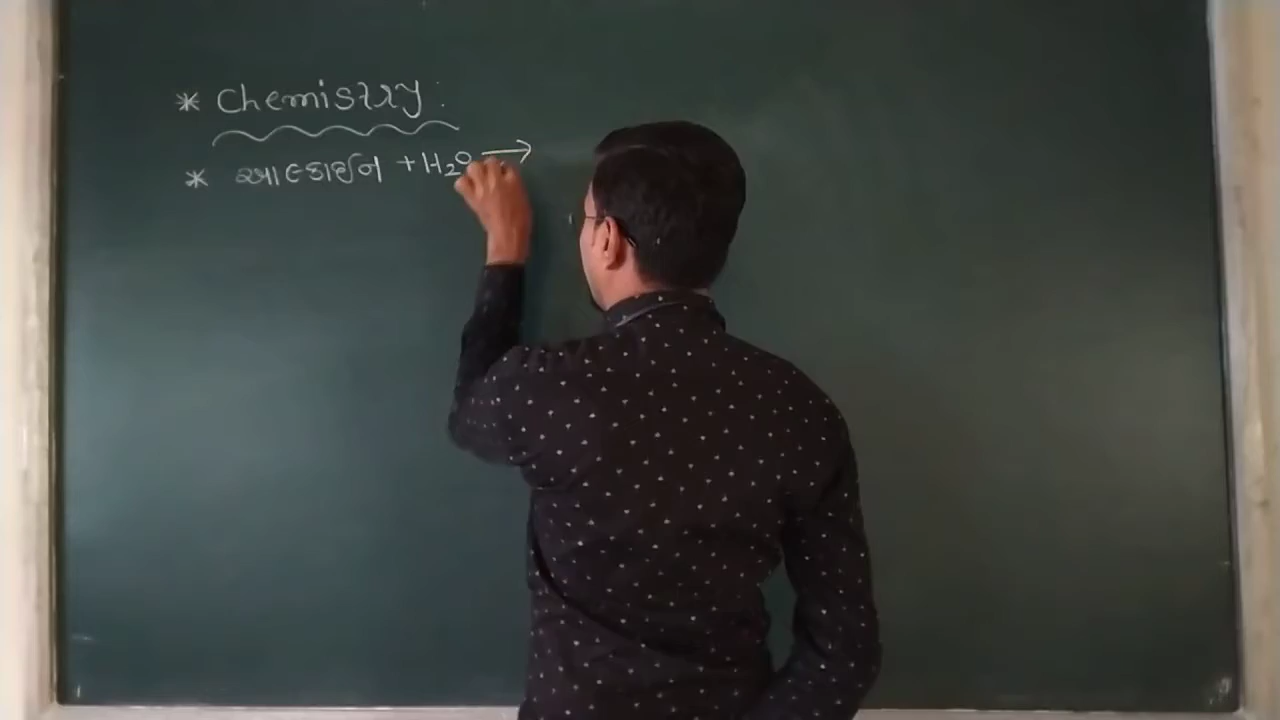 * Chemistry :
* આલ્કાઈન + H₂O →